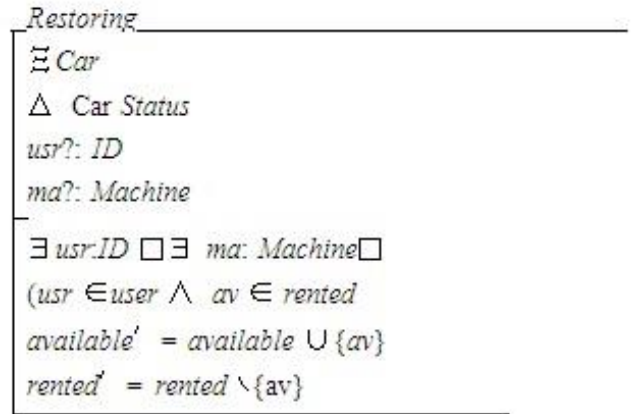 Restoring
Ξ Car
Δ Car Status
usr?: ID
ma?: Machine
∃ usr:ID □ ∃ ma: Machine□
(usr ∈ user ∧ av ∈ rented
available′ = available ∪ {av}
rented′ = rented \{av}